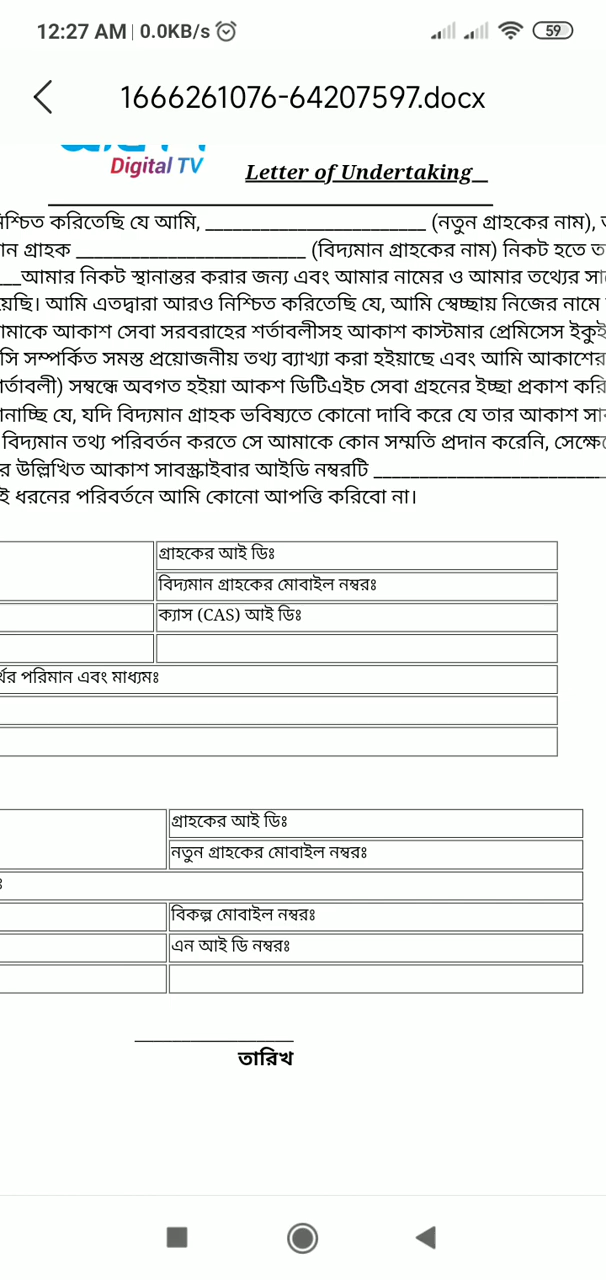 12:27 AM | 0.0KB/s
59
1666261076-64207597.docx
Digital TV
Letter of Undertaking
করিতেছি যে আমি, ______________________ (নতুন গ্রাহকের নাম),
গ্রাহক _______________________ (বিদ্যমান গ্রাহকের নাম) নিকট হতে
আমার নিকট স্থানান্তর করার জন্য এবং আমার নামের ও আমার তথ্যের
আমি এতদ্বারা আরও নিশ্চিত করিতেছি যে, আমি স্বেচ্ছায় নিজের নামে
আকাশ সেবা সরবরাহের শর্তাবলীসহ আকাশ কাস্টমার প্রেমিসেস
সম্পর্কিত সমস্ত প্রয়োজনীয় তথ্য ব্যাখ্যা করা হইয়াছে এবং আমি আকাশের
সম্বন্ধে অবগত হইয়া আকশ ডিটিএইচ সেবা গ্রহনের ইচ্ছা প্রকাশ
যে, যদি বিদ্যমান গ্রাহক ভবিষ্যতে কোনো দাবি করে যে তার আকাশ
বিদ্যমান তথ্য পরিবর্তন করতে সে আমাকে কোন সম্মতি প্রদান করেনি,
উল্লিখিত আকাশ সাবস্ক্রাইবার আইডি নম্বরটি _______________________
ধরনের পরিবর্তনে আমি কোনো আপত্তি করিবো না।
গ্রাহকের আই ডিঃ
বিদ্যমান গ্রাহকের মোবাইল নম্বরঃ
ক্যাস (CAS) আই ডিঃ
পরিমান এবং মাধ্যমঃ
গ্রাহকের আই ডিঃ
নতুন গ্রাহকের মোবাইল নম্বরঃ
বিকল্প মোবাইল নম্বরঃ
এন আই ডি নম্বরঃ
তারিখ